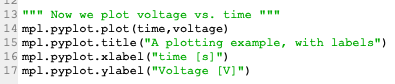 12
13 """ Now we plot voltage vs. time """
14 mpl.pyplot.plot(time,voltage)
15 mpl.pyplot.title("A plotting example, with labels")
16 mpl.pyplot.xlabel("time [s]")
17 mpl.pyplot.ylabel("Voltage [V]")